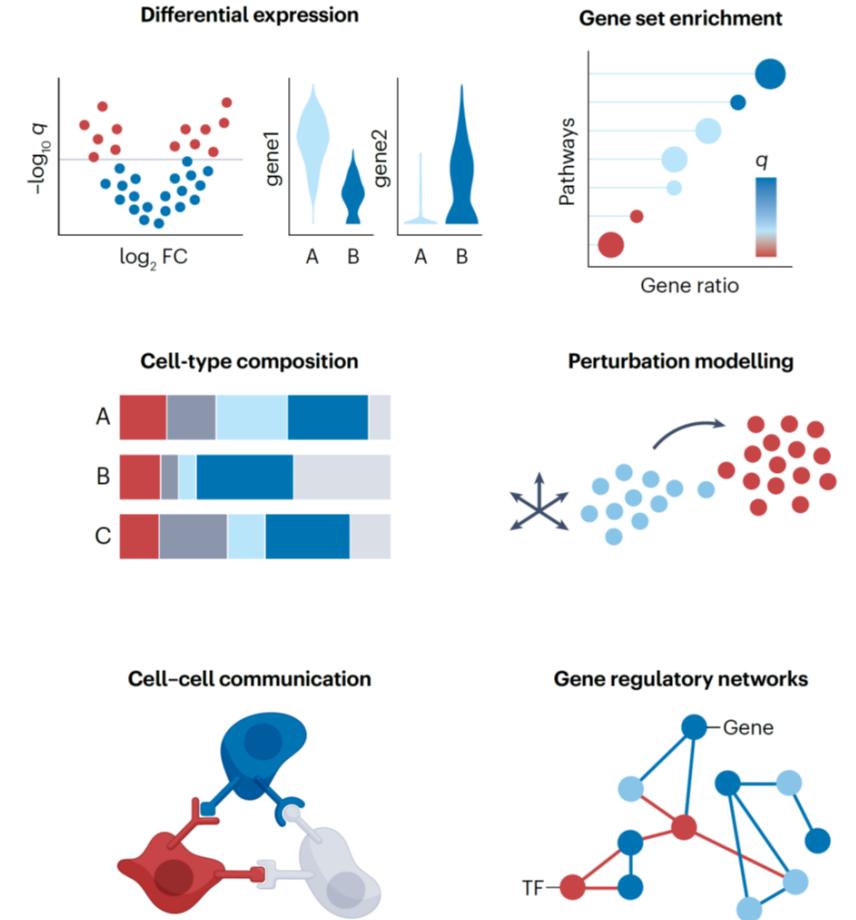 Differential expression
−log₁₀ q
log₂ FC
gene1
A B
gene2
A B
Gene set enrichment
Pathways
q
Gene ratio
Cell-type composition
A
B
C
Perturbation modelling
Cell–cell communication
Gene regulatory networks
Gene
TF